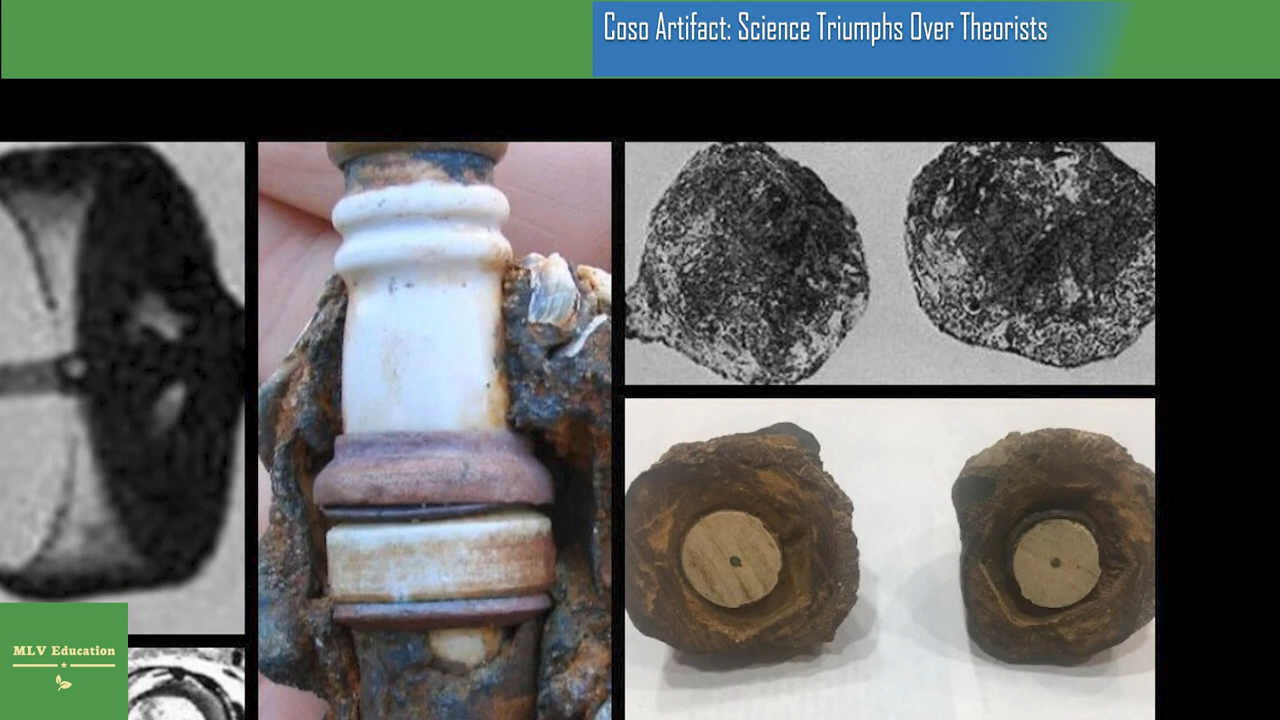 Coso Artifact: Science Triumphs Over Theorists
MLV Education